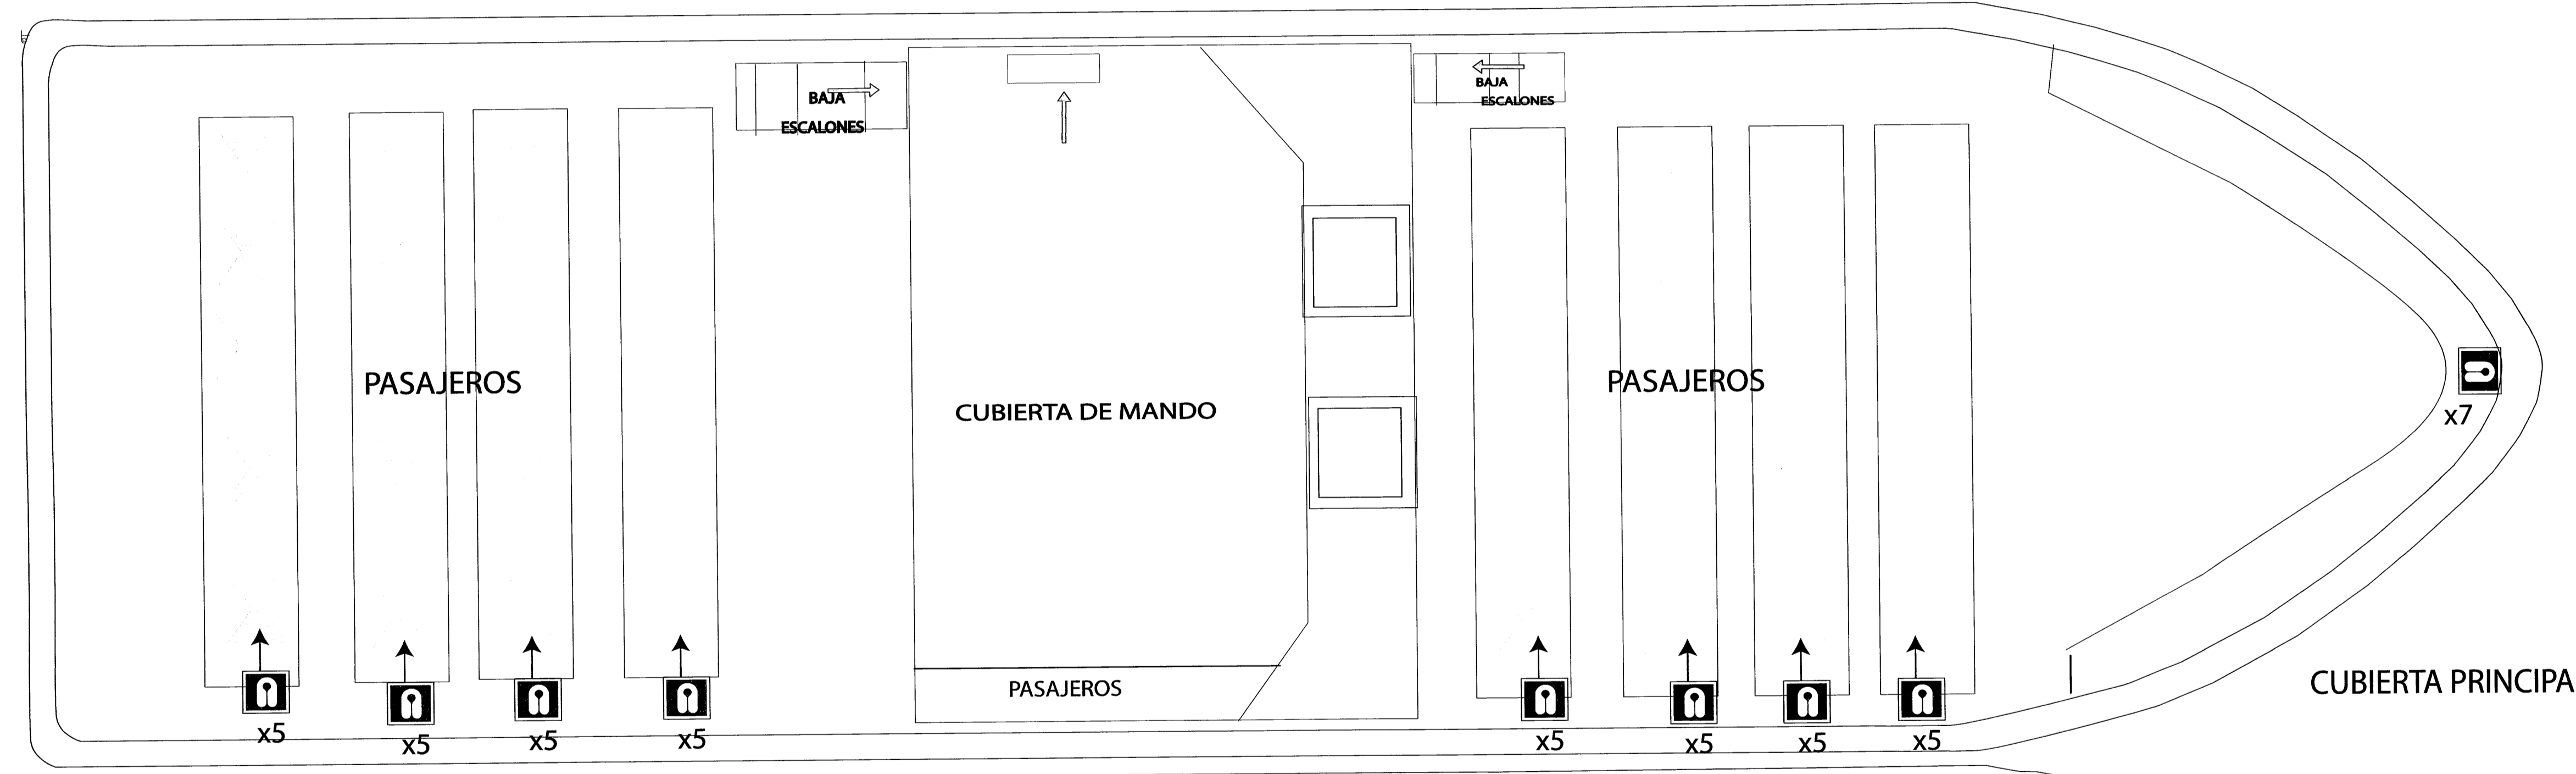 BAJA
ESCALONES
BAJA
ESCALONES
PASAJEROS
CUBIERTA DE MANDO
PASAJEROS
x7
PASAJEROS
CUBIERTA PRINCIPA
x5
x5
x5
x5
x5
x5
x5
x5